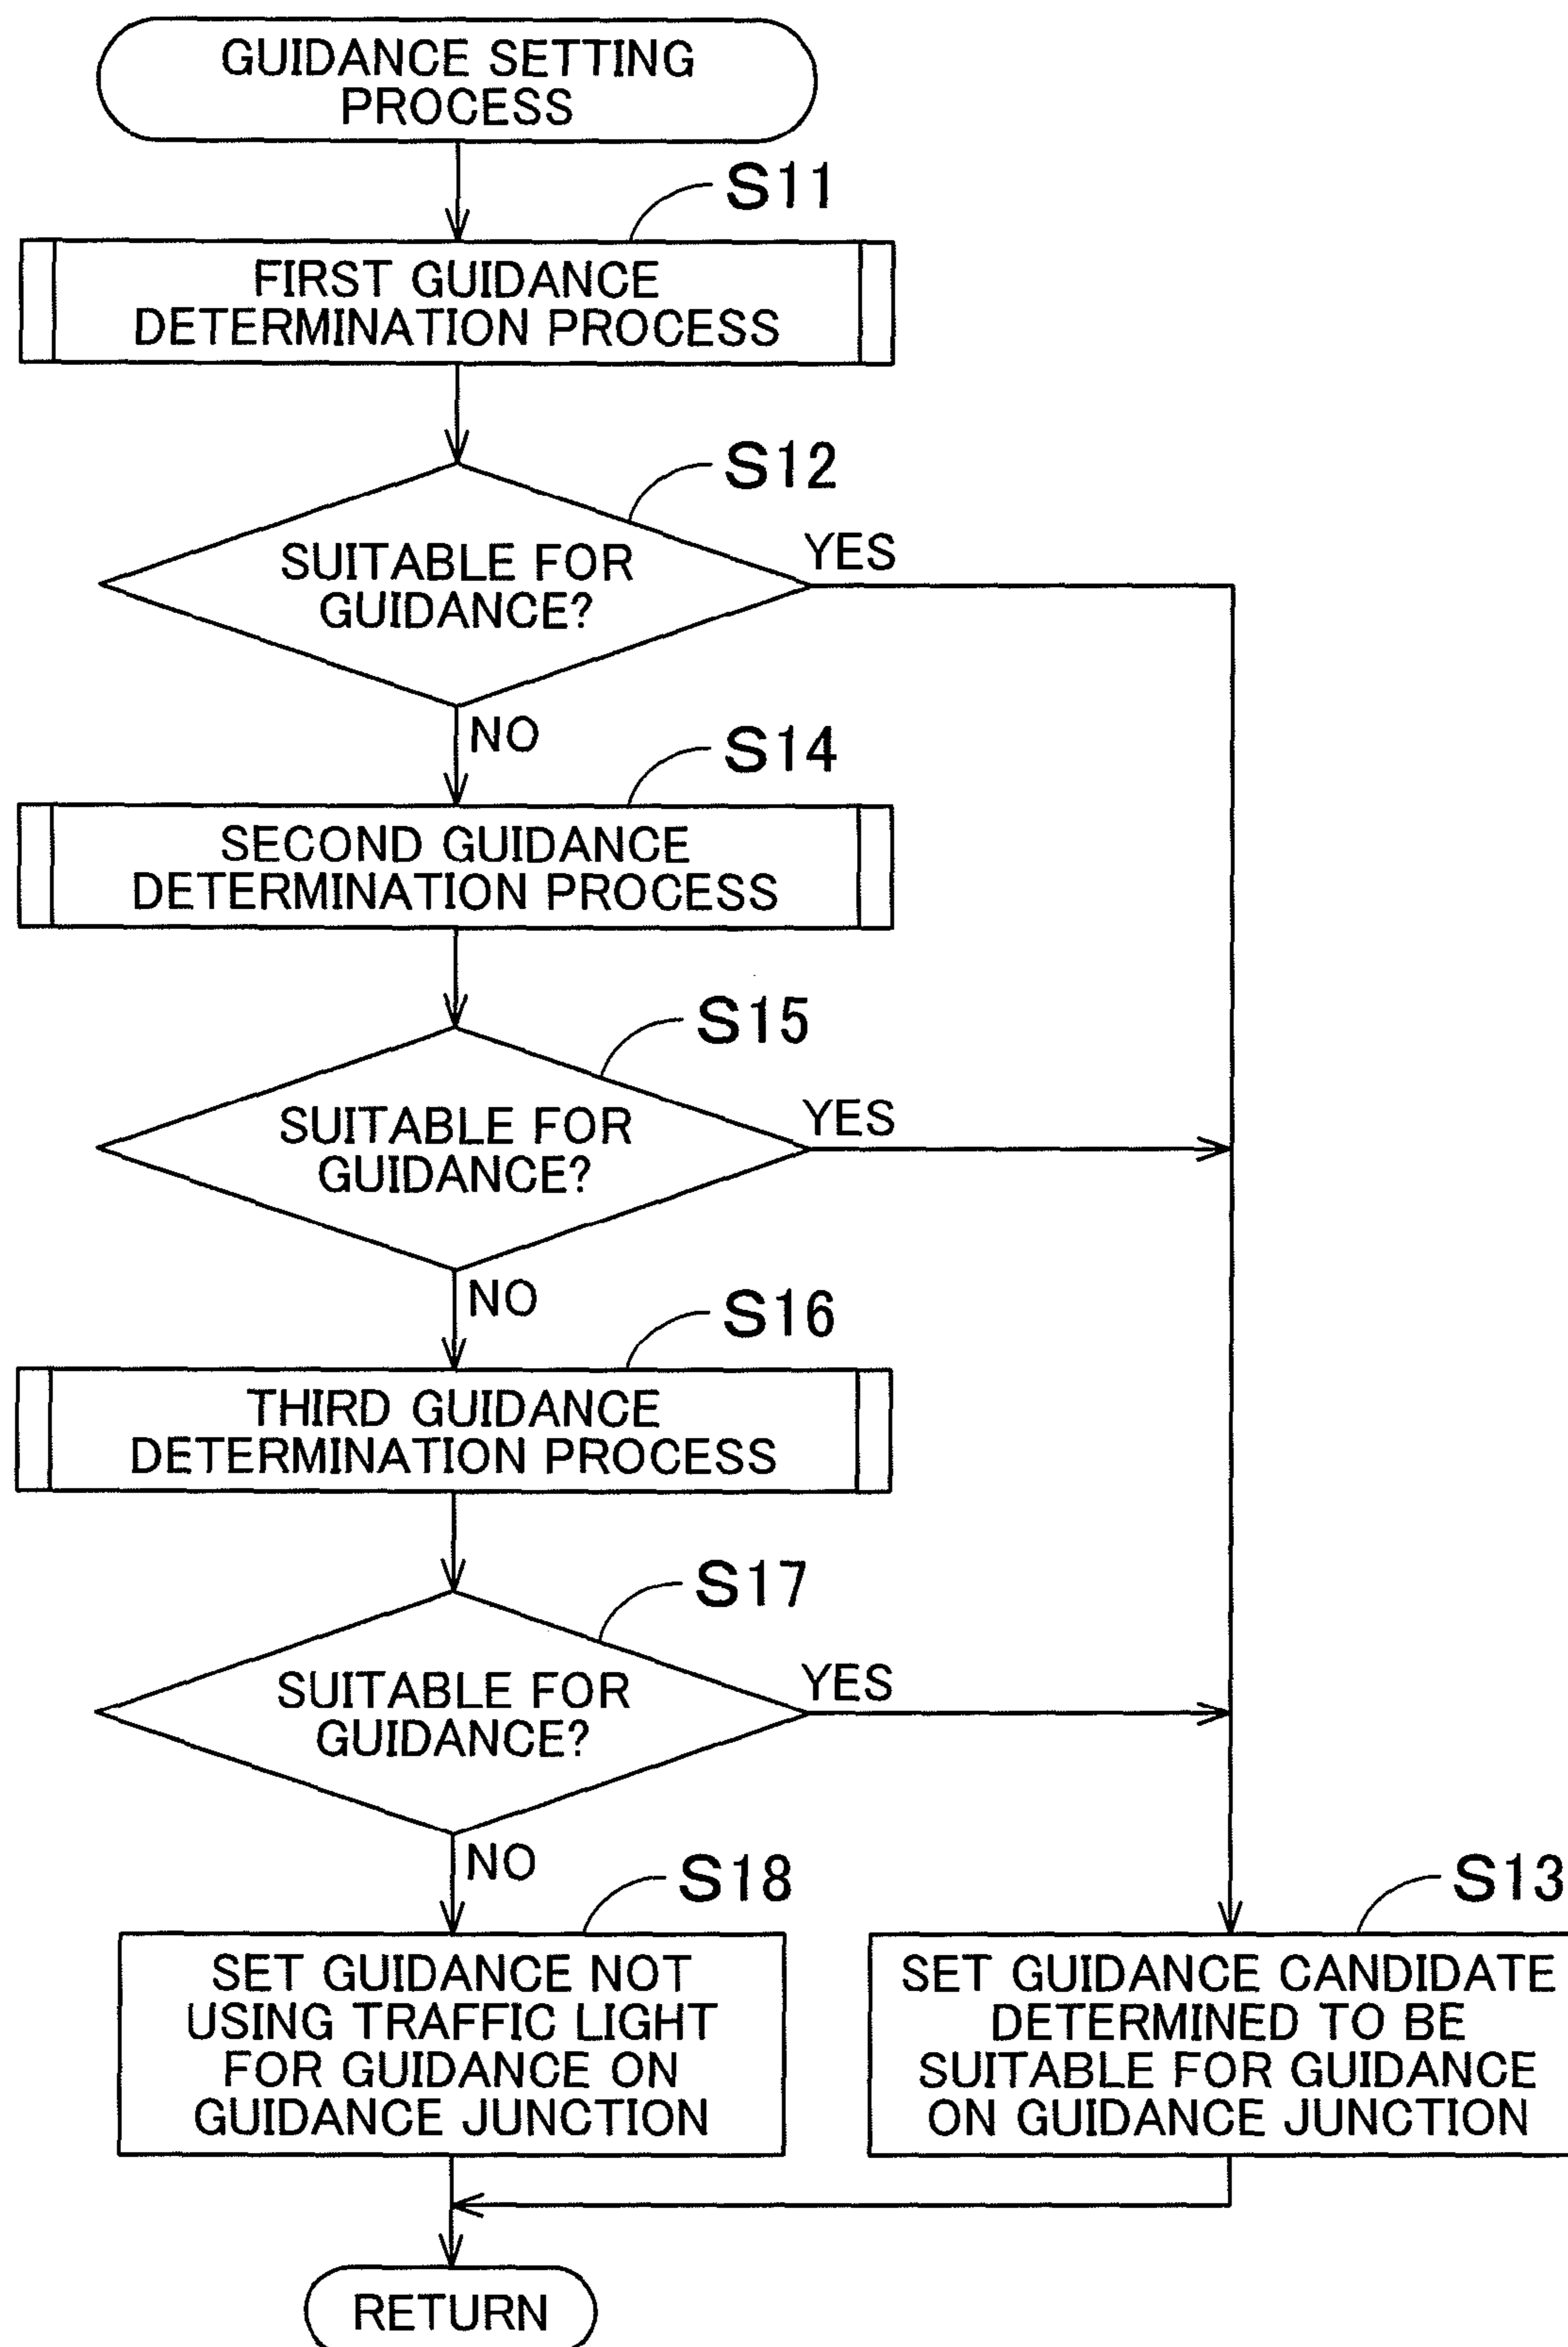 GUIDANCE SETTING
PROCESS
S11
FIRST GUIDANCE
DETERMINATION PROCESS
S12
SUITABLE FOR
GUIDANCE?
YES
NO
S14
SECOND GUIDANCE
DETERMINATION PROCESS
S15
SUITABLE FOR
GUIDANCE?
YES
NO
S16
THIRD GUIDANCE
DETERMINATION PROCESS
S17
SUITABLE FOR
GUIDANCE?
YES
NO
S18
SET GUIDANCE NOT
USING TRAFFIC LIGHT
FOR GUIDANCE ON
GUIDANCE JUNCTION
S13
SET GUIDANCE CANDIDATE
DETERMINED TO BE
SUITABLE FOR GUIDANCE
ON GUIDANCE JUNCTION
RETURN